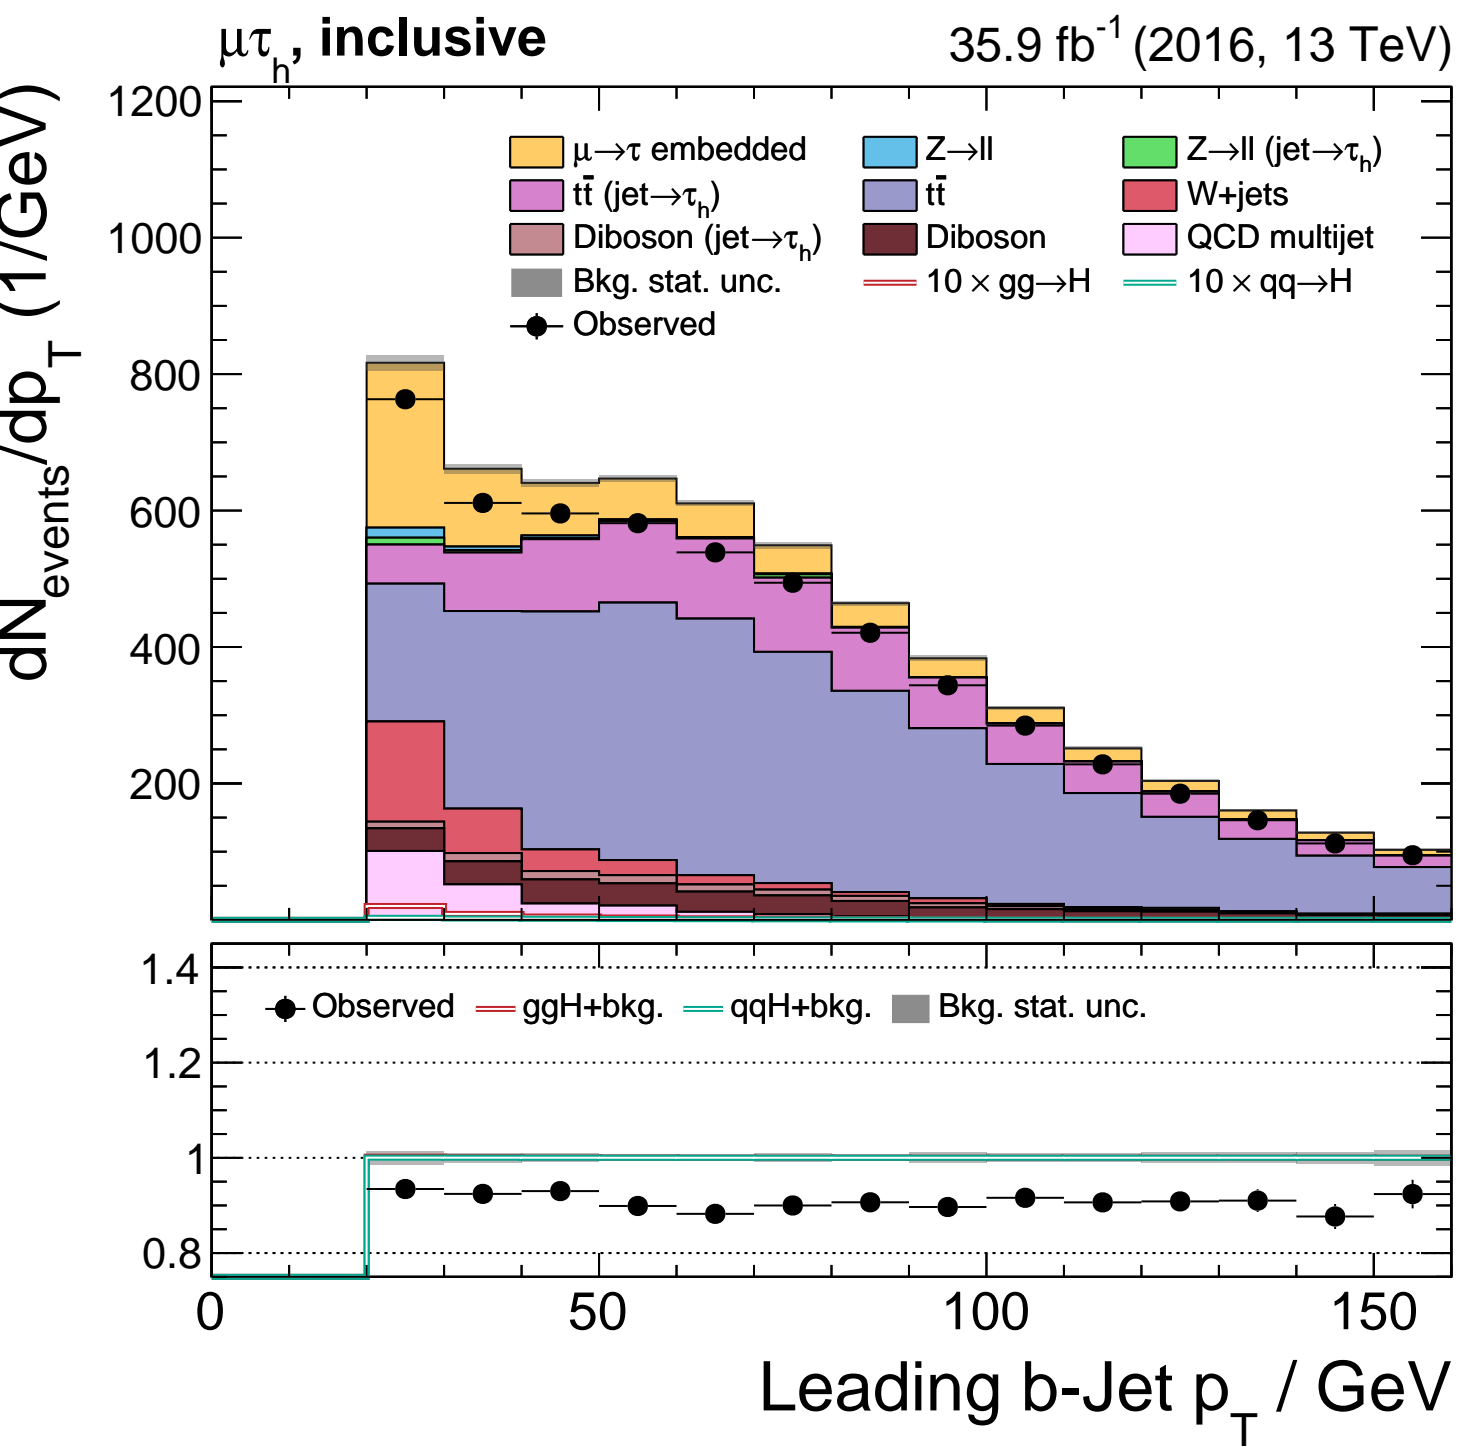 μτh, inclusive 35.9 fb-1 (2016, 13 TeV)
dNevents/dpT (1/GeV)
1200
1000
800
600
400
200
μ→τ embedded Z→ll Z→ll (jet→τh)
tt̄ (jet→τh) tt̄ W+jets
Diboson (jet→τh) Diboson QCD multijet
Bkg. stat. unc. 10 × gg→H 10 × qq→H
Observed
1.4
1.2
1
0.8
Observed ggH+bkg. qqH+bkg. Bkg. stat. unc.
0 50 100 150
Leading b-Jet pT / GeV